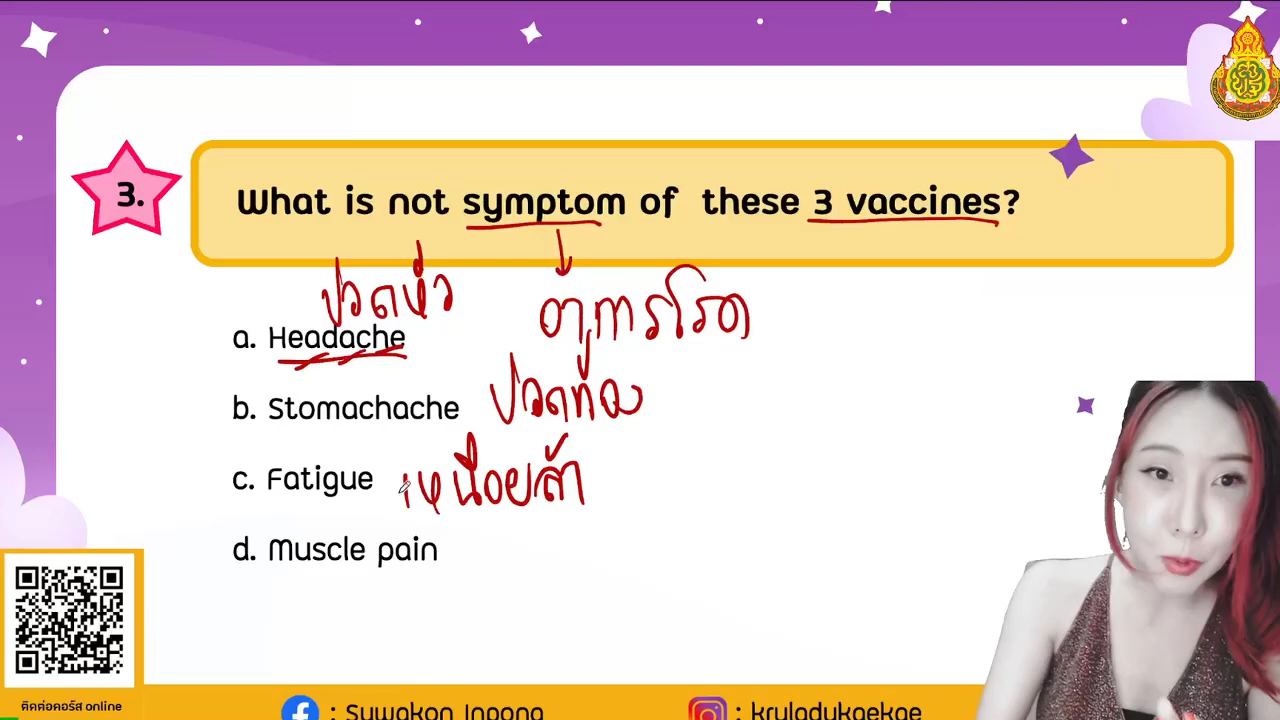 3.
What is not symptom of these 3 vaccines?
ปวดหัว
อาการโรค
a. Headache
b. Stomachache ปวดท้อง
c. Fatigue เหนื่อยล้า
d. Muscle pain
ติดต่อคอร์ส online
: Suwakon Inpong
: kruladykaekae